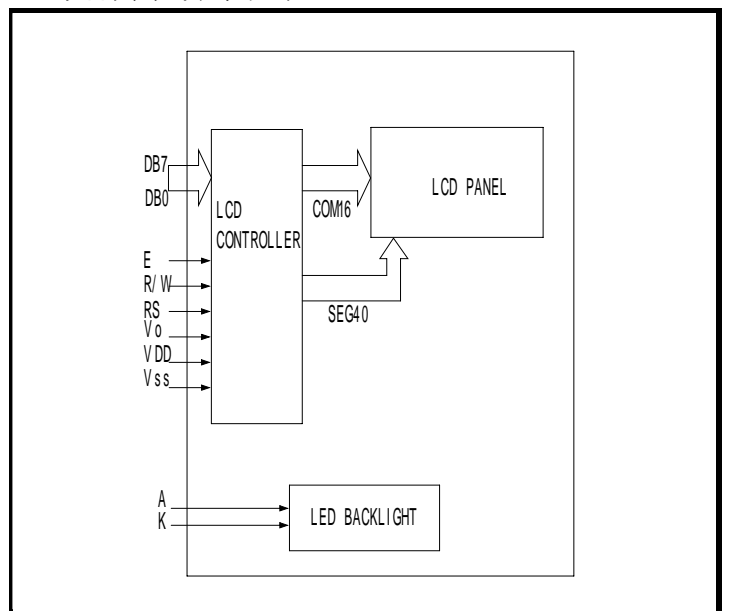 DB7
DB0
LCD
CONTROLLER
COM16
LCD PANEL
SEG40
E
R/W
RS
Vo
VDD
Vss
A
K
LED BACKLIGHT